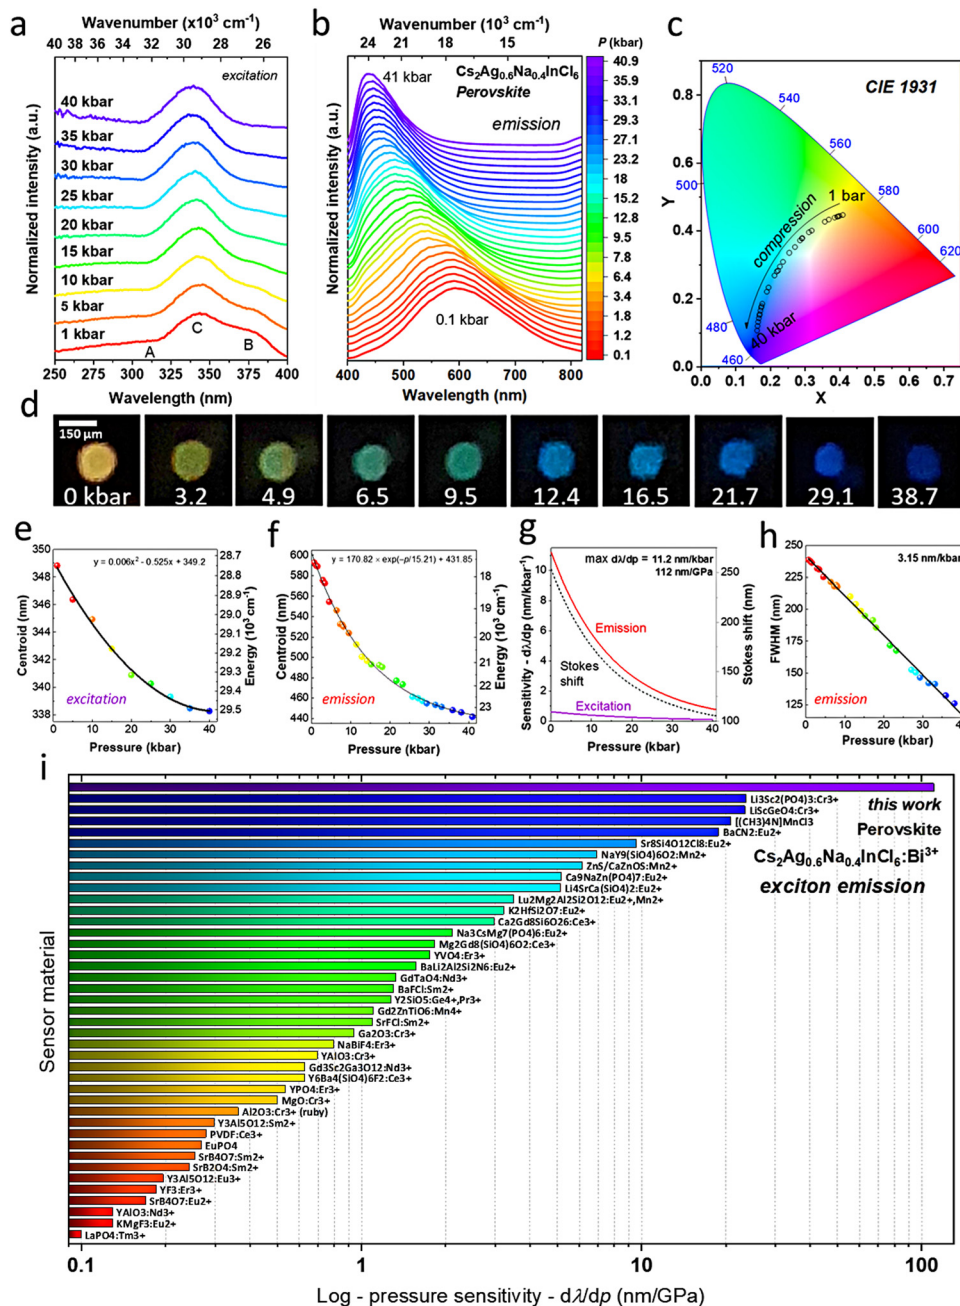 a
Wavenumber (x10³ cm⁻¹)
40 38 36 34 32 30 28 26
excitation
40 kbar
35 kbar
30 kbar
25 kbar
20 kbar
15 kbar
10 kbar
5 kbar
1 kbar
A
C
B
Normalized intensity (a.u.)
250 275 300 325 350 375 400
Wavelength (nm)
b
Wavenumber (10³ cm⁻¹)
24 21 18 15
P (kbar)
41 kbar
Cs₂Ag₀.₆Na₀.₄InCl₆
Perovskite
emission
0.1 kbar
Normalized intensity (a.u.)
400 500 600 700 800
Wavelength (nm)
40.9
37.9
35.1
33.1
29.3
27.1
23.2
18
17.2
15.2
12.8
9.5
7.8
6.4
3.4
1.8
1.2
0.1
c
CIE 1931
520
540
560
580
600
620
500
480
460
1 bar
compression
40 kbar
Y
0.8
0.6
0.4
0.2
0.0
0.0 0.1 0.2 0.3 0.4 0.5 0.6 0.7
X
d
150 μm
0 kbar 3.2 4.9 6.5 9.5 12.4 16.5 21.7 29.1 38.7
e
y = 0.006x² - 0.525x + 349.2
350
348
346
344
342
340
338
Centroid (nm)
28.7
28.8
28.9
29.0
29.1
29.2
29.3
29.4
29.5
Energy (10³ cm⁻¹)
excitation
0 10 20 30 40
Pressure (kbar)
f
y = 170.82 × exp(−p/15.21) + 431.85
600
580
560
540
520
500
480
460
440
Centroid (nm)
18
19
20
21
22
23
Energy (10³ cm⁻¹)
emission
0 5 10 15 20 25 30 35 40
Pressure (kbar)
g
max dλ/dp = 11.2 nm/kbar
112 nm/GPa
10
8
6
4
2
0
Sensitivity - dλ/dp (nm/kbar⁻¹)
250
200
150
100
Stokes shift (nm)
Emission
Stokes
shift
Excitation
0 10 20 30 40
Pressure (kbar)
h
3.15 nm/kbar
250
225
200
175
150
125
FWHM (nm)
emission
0 10 20 30 40
Pressure (kbar)
i
Li3Sc2(PO4)3:Cr3+
LiScGeO4:Cr3+
[(CH3)4N]MnCl3
BaCN2:Eu2+
Sr8Si4O12Cl8:Eu2+
NaY9(SiO4)6O2:Mn2+
ZnS/CaZnOS:Mn2+
Ca9NaZn(PO4)7:Eu2+
Li4SrCa(SiO4)2:Eu2+
Lu2Mg2Al2Si2O12:Eu2+,Mn2+
K2HfSi2O7:Eu2+
Ca2Gd8Si6O26:Ce3+
Na3CsMg7(PO4)6:Eu2+
Mg2Gd8(SiO4)6O2:Ce3+
YVO4:Er3+
BaLi2Al2Si2N6:Eu2+
GdTaO4:Nd3+
BaFCl:Sm2+
Y2SiO5:Ge4+,Pr3+
Gd2ZnTiO6:Mn4+
SrFCl:Sm2+
Ga2O3:Cr3+
NaBiF4:Er3+
YAlO3:Cr3+
Gd3Sc2Ga3O12:Nd3+
Y6Ba4(SiO4)6F2:Ce3+
YPO4:Er3+
MgO:Cr3+
Al2O3:Cr3+ (ruby)
Y3Al5O12:Sm2+
PVDF:Ce3+
EuPO4
SrB4O7:Sm2+
SrB2O4:Sm2+
Y3Al5O12:Eu3+
YF3:Er3+
SrB4O7:Eu2+
YAlO3:Nd3+
KMgF3:Eu2+
LaPO4:Tm3+
this work
Perovskite
Cs₂Ag₀.₆Na₀.₄InCl₆:Bi³⁺
exciton emission
Sensor material
0.1 1 10 100
Log - pressure sensitivity - dλ/dp (nm/GPa)